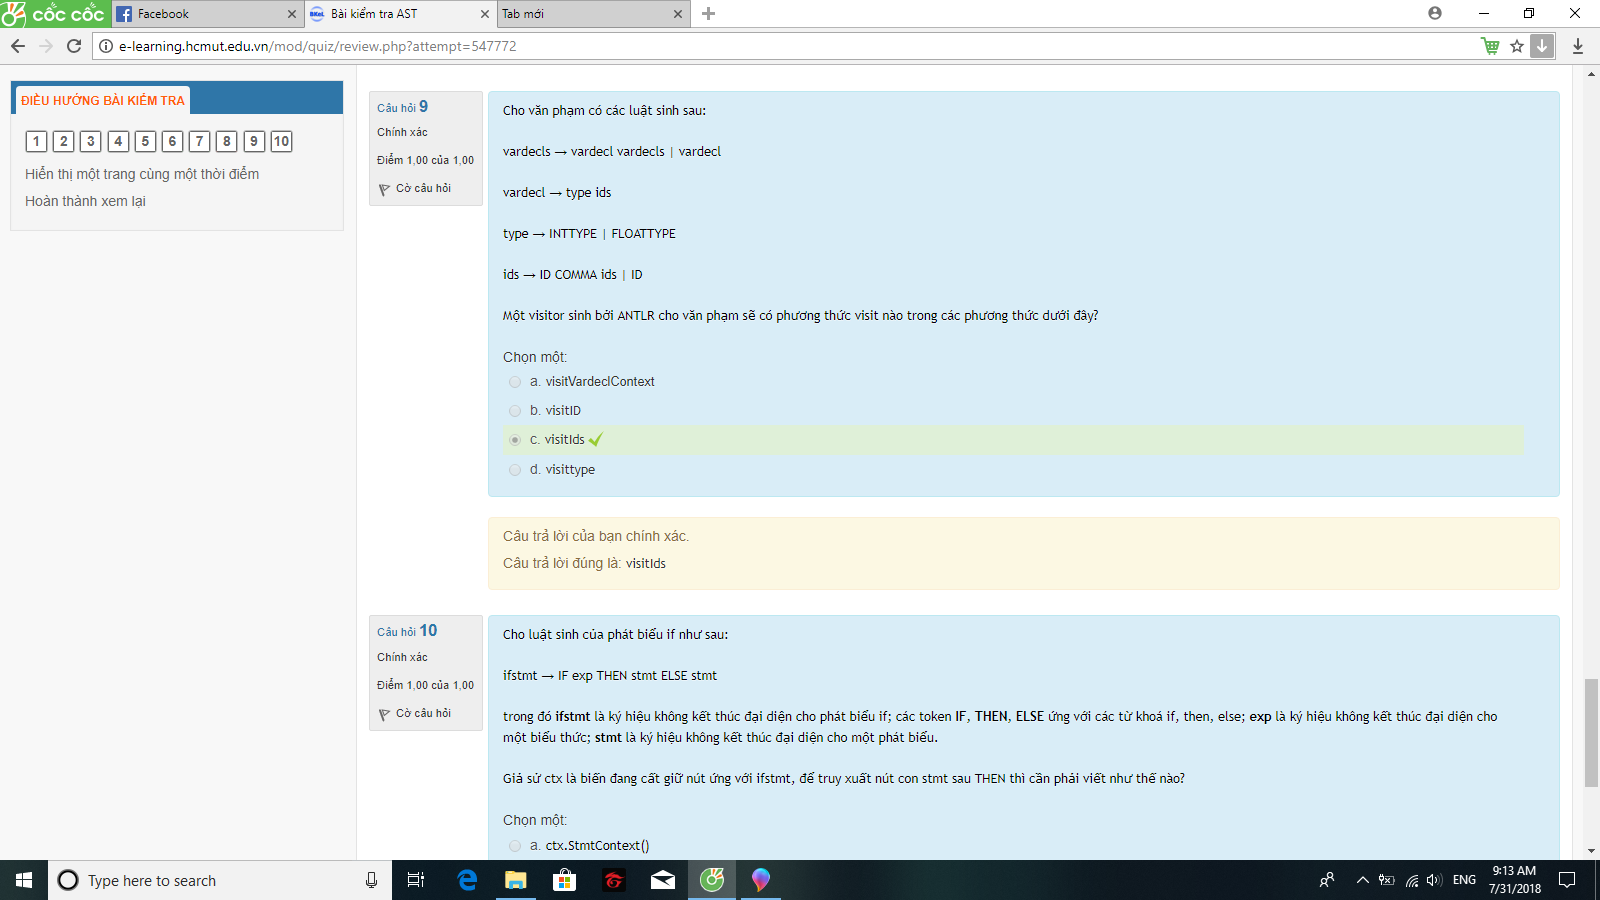 cốc cốc
Facebook
BKeL
Bài kiểm tra AST
Tab mới
e-learning.hcmut.edu.vn/mod/quiz/review.php?attempt=547772
ĐIỀU HƯỚNG BÀI KIỂM TRA
1 2 3 4 5 6 7 8 9 10
Hiển thị một trang cùng một thời điểm
Hoàn thành xem lại
Câu hỏi 9
Chính xác
Điểm 1,00 của 1,00
Cờ câu hỏi
Cho văn phạm có các luật sinh sau:
vardecls → vardecl vardecls | vardecl
vardecl → type ids
type → INTTYPE | FLOATTYPE
ids → ID COMMA ids | ID
Một visitor sinh bởi ANTLR cho văn phạm sẽ có phương thức visit nào trong các phương thức dưới đây?
Chọn một:
a. visitVardeclContext
b. visitID
c. visitIds
d. visittype
Câu trả lời của bạn chính xác.
Câu trả lời đúng là: visitIds
Câu hỏi 10
Chính xác
Điểm 1,00 của 1,00
Cờ câu hỏi
Cho luật sinh của phát biểu if như sau:
ifstmt → IF exp THEN stmt ELSE stmt
trong đó ifstmt là ký hiệu không kết thúc đại diện cho phát biểu if; các token IF, THEN, ELSE ứng với các từ khoá if, then, else; exp là ký hiệu không kết thúc đại diện cho
một biểu thức; stmt là ký hiệu không kết thúc đại diện cho một phát biểu.
Giả sử ctx là biến đang cất giữ nút ứng với ifstmt, để truy xuất nút con stmt sau THEN thì cần phải viết như thế nào?
Chọn một:
a. ctx.StmtContext()
Type here to search
ENG
9:13 AM
7/31/2018